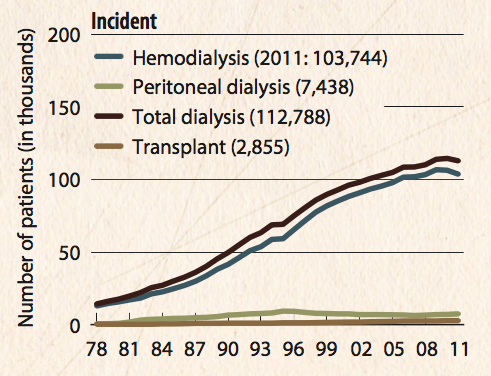 Incident
200
Hemodialysis (2011: 103,744)
Peritoneal dialysis (7,438)
150
Total dialysis (112,788)
Transplant (2,855)
100
50
0
Number of patients (in thousands)
78 81 84 87 90 93 96 99 02 05 08 11